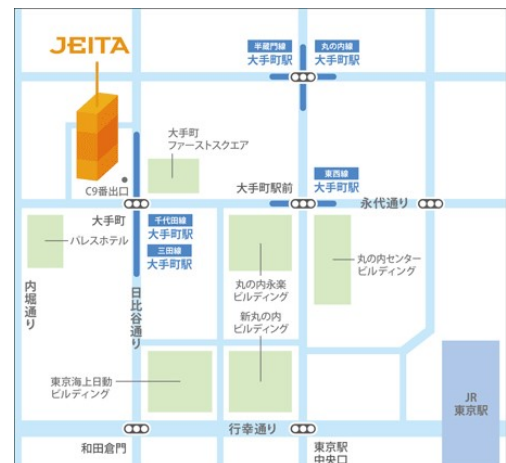 JEITA
半蔵門線
大手町駅
丸の内線
大手町駅
大手町
ファーストスクエア
C9番出口
大手町駅前
東西線
大手町駅
永代通り
大手町
パレスホテル
千代田線
大手町駅
三田線
大手町駅
内堀通り
日比谷通り
丸の内永楽
ビルディング
丸の内センター
ビルディング
新丸の内
ビルディング
東京海上日動
ビルディング
JR
東京駅
行幸通り
和田倉門
東京駅
中央口